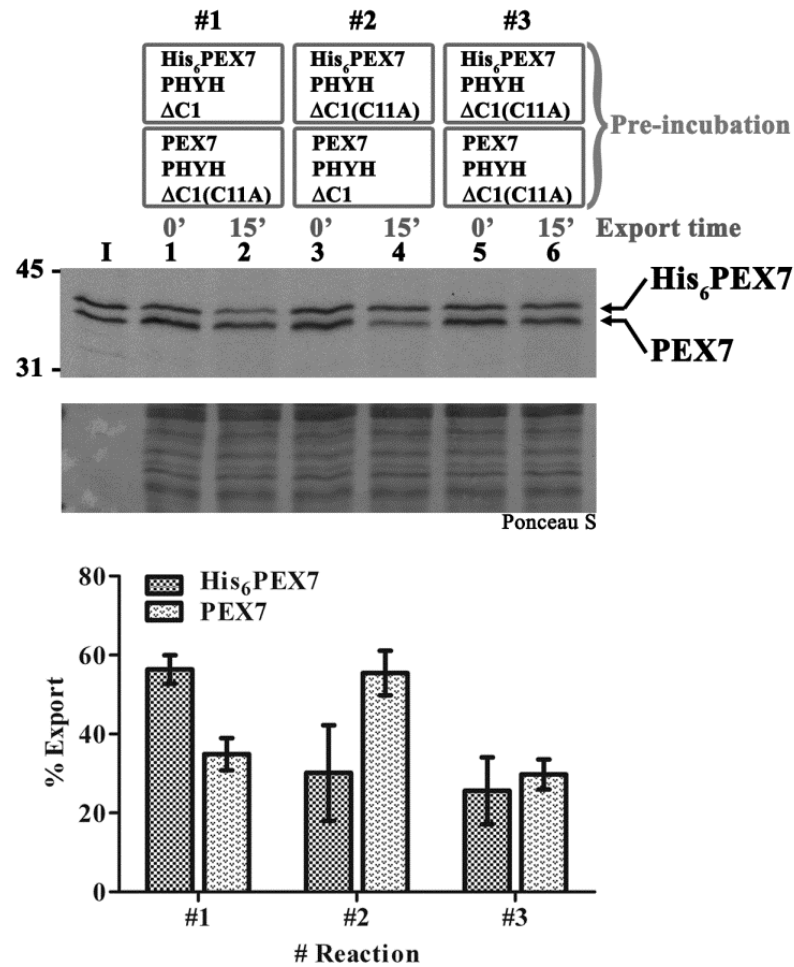 #1 #2 #3
His6PEX7 His6PEX7 His6PEX7
PHYH PHYH PHYH
ΔC1 ΔC1(C11A) ΔC1(C11A)
Pre-incubation
PEX7 PEX7 PEX7
PHYH PHYH PHYH
ΔC1(C11A) ΔC1 ΔC1(C11A)
0’ 15’ 0’ 15’ 0’ 15’ Export time
I 1 2 3 4 5 6
45
His6PEX7
PEX7
31
Ponceau S
80
His6PEX7
PEX7
60
40
20
0
% Export
#1 #2 #3
# Reaction